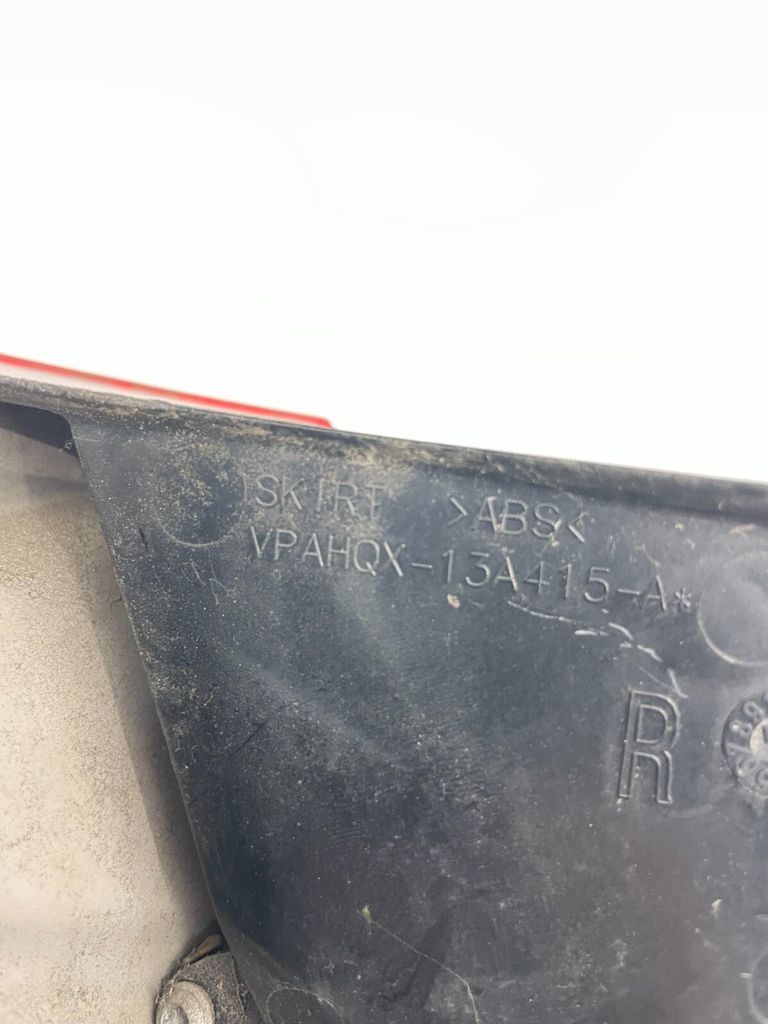 SKIRT >ABS<
VPAHQX-13A415-A*
R